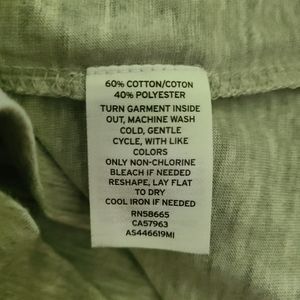 60% COTTON/COTON
40% POLYESTER
TURN GARMENT INSIDE
OUT, MACHINE WASH
COLD, GENTLE
CYCLE, WITH LIKE
COLORS
ONLY NON-CHLORINE
BLEACH IF NEEDED
RESHAPE, LAY FLAT
TO DRY
COOL IRON IF NEEDED
RN58665
CA57963
AS446619MI